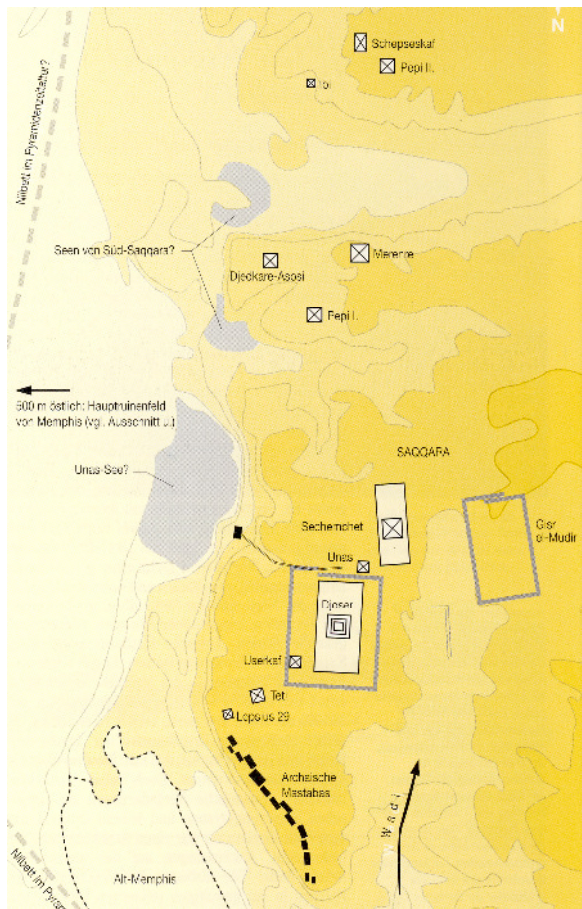 N
Schepseskaf
Pepi II.
Ibi
Nilbett im Pyramidenzeitalter?
Seen von Süd-Saqqara?
Merenre
Djedkare-Asosi
Pepi I.
500 m östlich: Hauptruinenfeld
von Memphis (vgl. Ausschnitt u.)
Unas-See?
SAQQARA
Sechemchet
Gisr
el-Mudir
Unas
Djoser
Userkaf
Teti
Lepsius 29
Archaische
Mastabas
Wadi
Alt-Memphis
Nilbett im Pyram